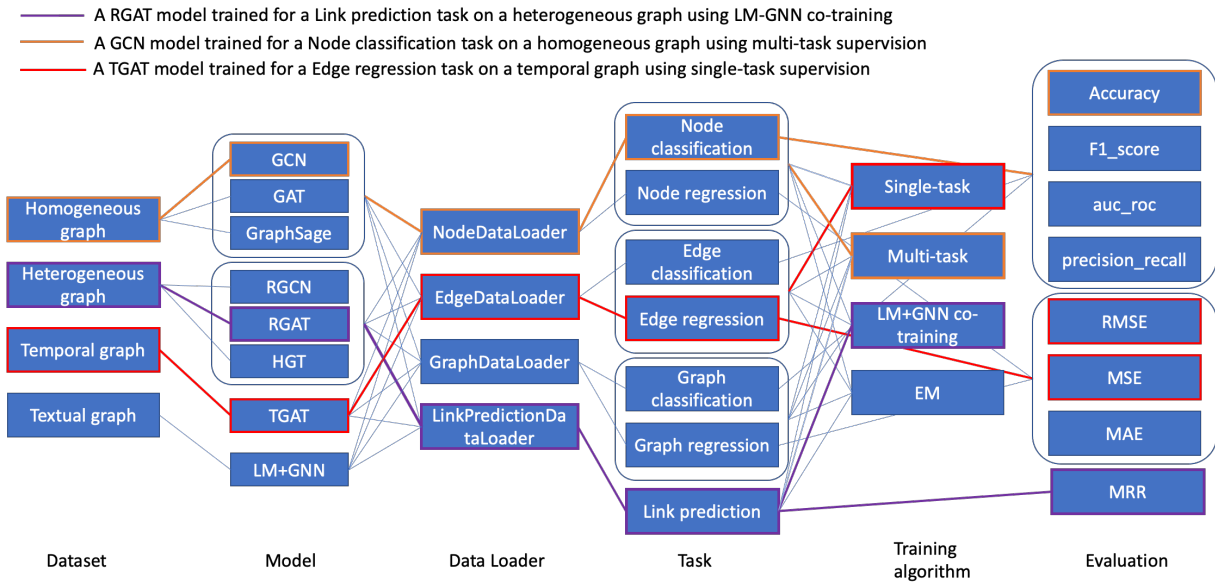 A RGAT model trained for a Link prediction task on a heterogeneous graph using LM-GNN co-training
A GCN model trained for a Node classification task on a homogeneous graph using multi-task supervision
A TGAT model trained for a Edge regression task on a temporal graph using single-task supervision
Homogeneous
graph
Heterogeneous
graph
Temporal graph
Textual graph
Dataset
GCN
GAT
GraphSage
RGCN
RGAT
HGT
TGAT
LM+GNN
Model
NodeDataLoader
EdgeDataLoader
GraphDataLoader
LinkPredictionDa
taLoader
Data Loader
Node
classification
Node regression
Edge
classification
Edge regression
Graph
classification
Graph regression
Link prediction
Task
Single-task
Multi-task
LM+GNN co-
training
EM
Training
algorithm
Accuracy
F1_score
auc_roc
precision_recall
RMSE
MSE
MAE
MRR
Evaluation